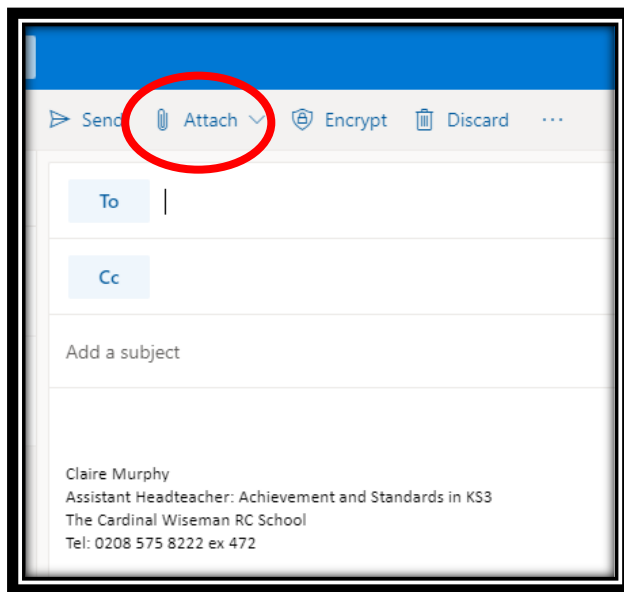 Send Attach Encrypt Discard ...
To
Cc
Add a subject
Claire Murphy
Assistant Headteacher: Achievement and Standards in KS3
The Cardinal Wiseman RC School
Tel: 0208 575 8222 ex 472